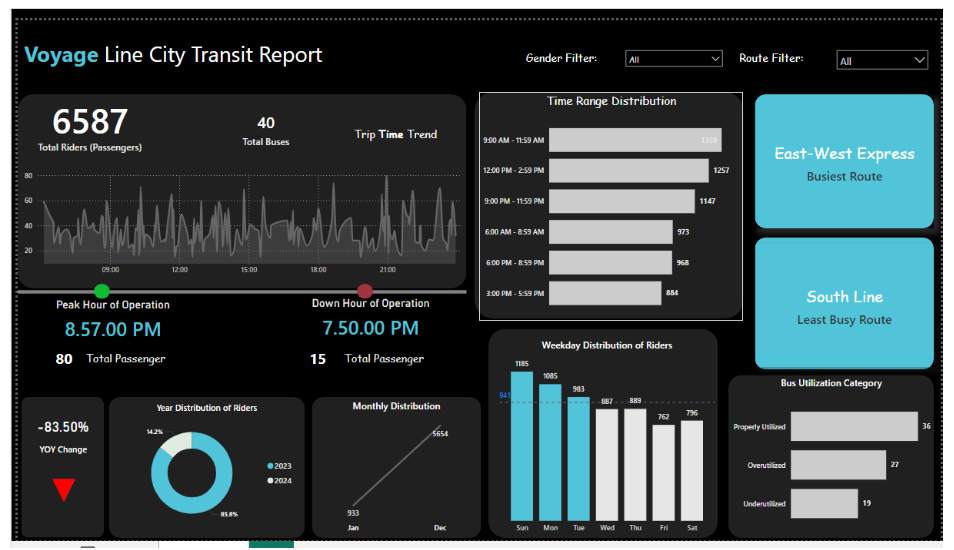 Voyage Line City Transit Report
Gender Filter:
All
Route Filter:
All
6587
Total Riders (Passengers)
40
Total Buses
Trip Time Trend
80
60
40
20
09:00 12:00 15:00 18:00 21:00
Peak Hour of Operation
8.57.00 PM
80 Total Passenger
Down Hour of Operation
7.50.00 PM
15 Total Passenger
Time Range Distribution
9:00 AM - 11:59 AM 1358
12:00 PM - 2:59 PM 1257
9:00 PM - 11:59 PM 1147
6:00 AM - 8:59 AM 973
6:00 PM - 8:59 PM 968
3:00 PM - 5:59 PM 884
East-West Express
Busiest Route
South Line
Least Busy Route
-83.50%
YOY Change
Year Distribution of Riders
14.2%
2023
2024
85.8%
Monthly Distribution
5654
933
Jan Dec
Weekday Distribution of Riders
1185 1085 983 887 889 762 796
941
Sun Mon Tue Wed Thu Fri Sat
Bus Utilization Category
Properly Utilized 36
Overutilized 27
Underutilized 19